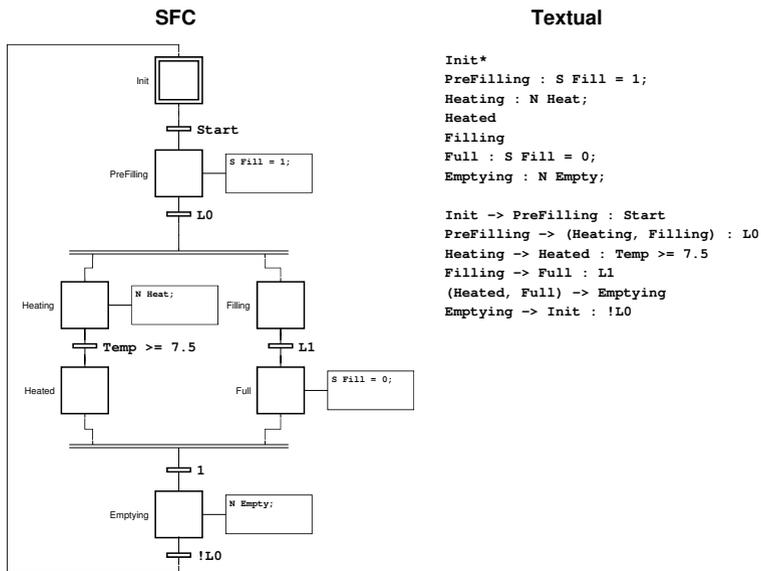 SFC
Init
Start
PreFilling
S Fill = 1;
L0
Heating
N Heat;
Filling
Temp >= 7.5
L1
Heated
Full
S Fill = 0;
1
Emptying
N Empty;
!L0
Textual
Init*
PreFilling : S Fill = 1;
Heating : N Heat;
Heated
Filling
Full : S Fill = 0;
Emptying : N Empty;
Init -> PreFilling : Start
PreFilling -> (Heating, Filling) : L0
Heating -> Heated : Temp >= 7.5
Filling -> Full : L1
(Heated, Full) -> Emptying
Emptying -> Init : !L0